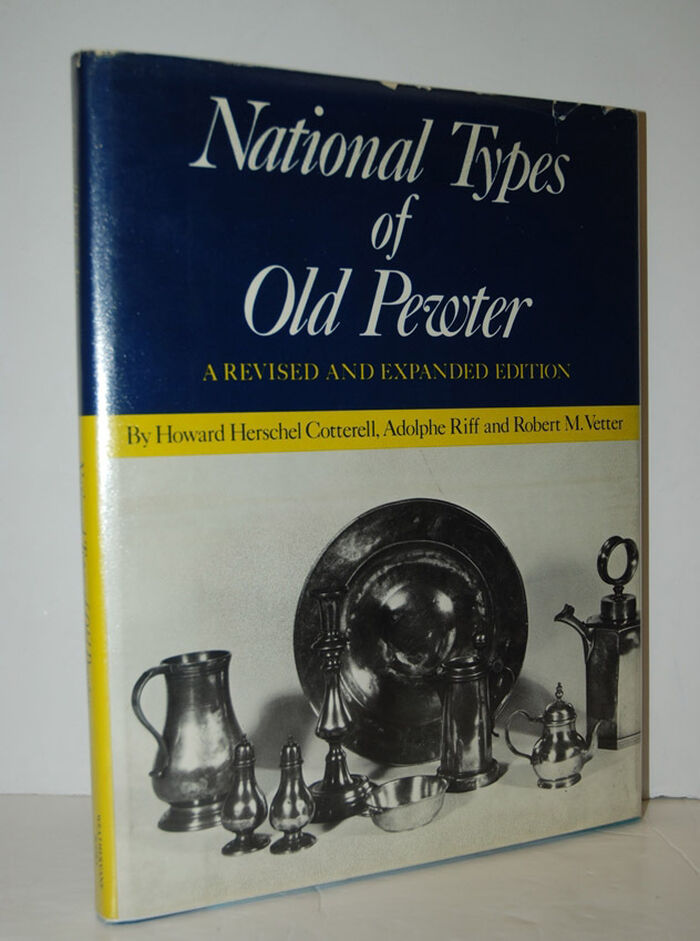 National Types
of
Old Pewter
A REVISED AND EXPANDED EDITION
By Howard Herschel Cotterell, Adolphe Riff and Robert M. Vetter